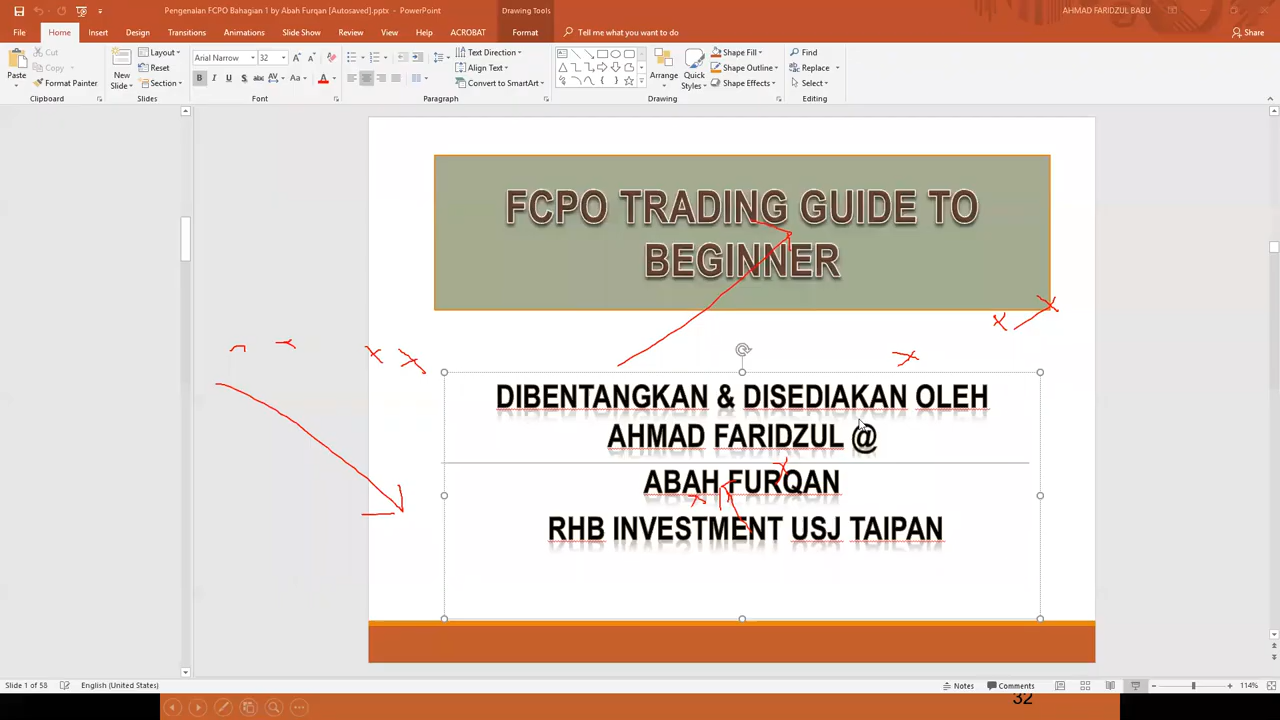 Pengenalan FCPO Bahagian 1 by Abah Furqan [Autosaved].pptx - PowerPoint
Drawing Tools
AHMAD FARIDZUL BABU
File Home Insert Design Transitions Animations Slide Show Review View Help ACROBAT Format Tell me what you want to do Share
Paste
Cut
Copy
Format Painter
Clipboard
New Slide
Layout
Reset
Section
Slides
Arial Narrow 32
B I U S abc AV Aa A
Font
Text Direction
Align Text
Convert to SmartArt
Paragraph
Arrange
Quick Styles
Shape Fill
Shape Outline
Shape Effects
Drawing
Find
Replace
Select
Editing
FCPO TRADING GUIDE TO
BEGINNER
DIBENTANGKAN & DISEDIAKAN OLEH
AHMAD FARIDZUL @
ABAH FURQAN
RHB INVESTMENT USJ TAIPAN
Slide 1 of 58 English (United States) Notes Comments 114%
32